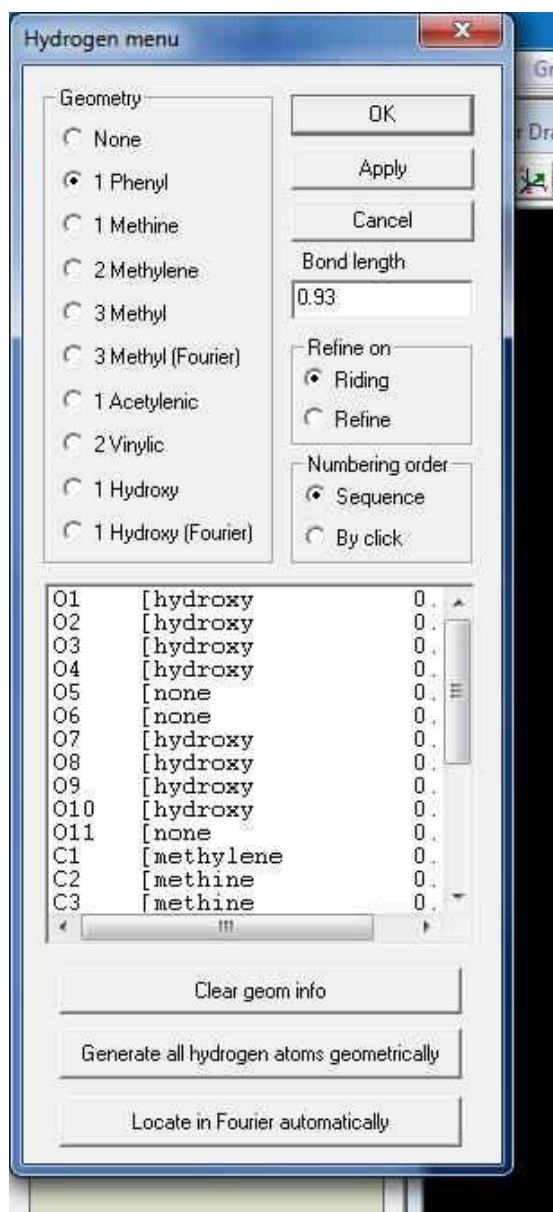 Hydrogen menu
Geometry
None
1 Phenyl
1 Methine
2 Methylene
3 Methyl
3 Methyl (Fourier)
1 Acetylenic
2 Vinylic
1 Hydroxy
1 Hydroxy (Fourier)
OK
Apply
Cancel
Bond length
0.93
Refine on
Riding
Refine
Numbering order
Sequence
By click
O1 [hydroxy 0.
O2 [hydroxy 0.
O3 [hydroxy 0.
O4 [hydroxy 0.
O5 [none 0.
O6 [none 0.
O7 [hydroxy 0.
O8 [hydroxy 0.
O9 [hydroxy 0.
O10 [hydroxy 0.
O11 [none 0.
C1 [methylene 0.
C2 [methine 0.
C3 [methine 0.
Clear geom info
Generate all hydrogen atoms geometrically
Locate in Fourier automatically